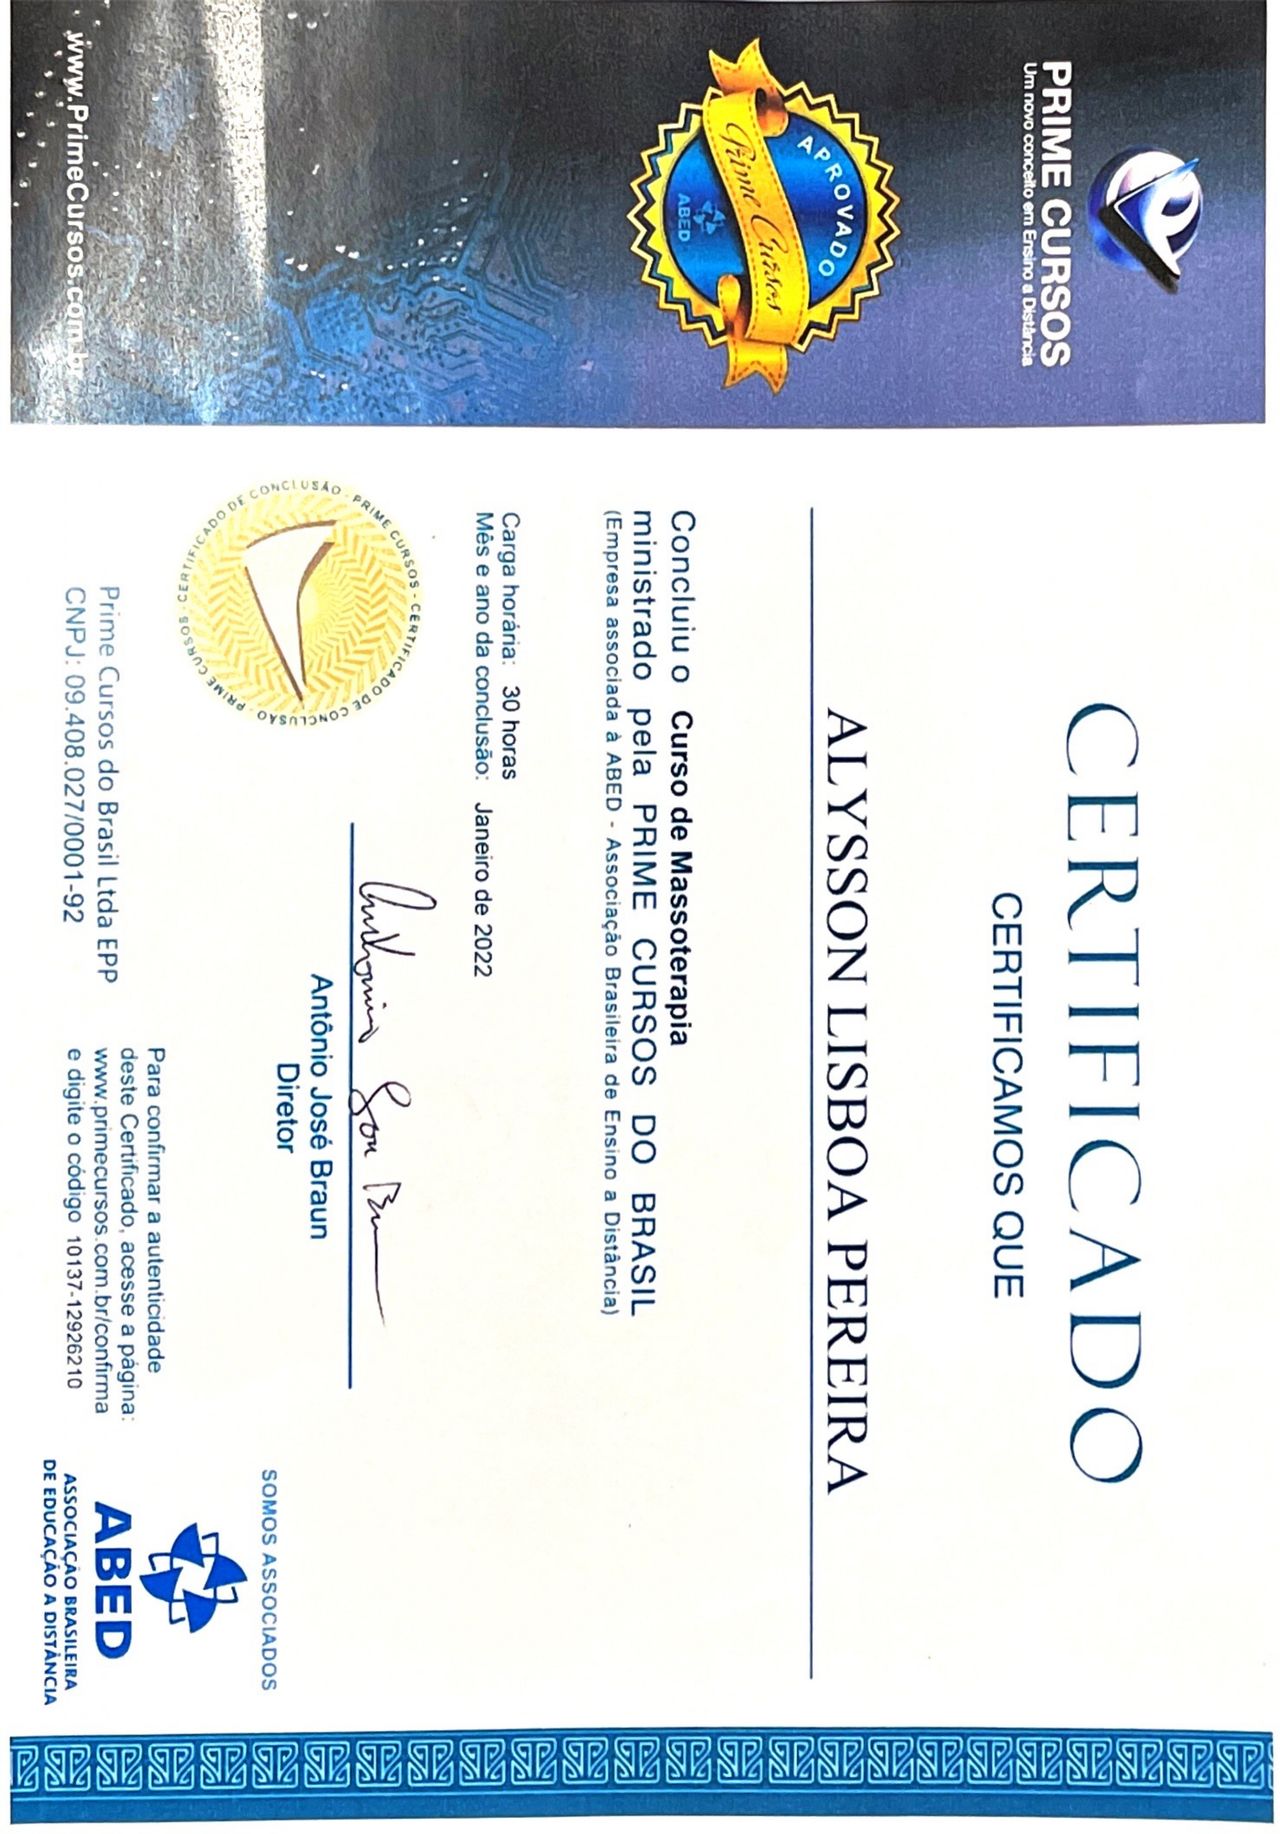 PRIME CURSOS
Um novo conceito em Ensino a Distância
APROVADO
Prime Cursos
ABED
www.PrimeCursos.com.br
CERTIFICADO
CERTIFICAMOS QUE
ALYSSON LISBOA PEREIRA
Concluiu o Curso de Massoterapia
ministrado pela PRIME CURSOS DO BRASIL
(Empresa associada à ABED - Associação Brasileira de Ensino a Distância)
Carga horária: 30 horas
Mês e ano da conclusão: Janeiro de 2022
CERTIFICADO DE CONCLUSÃO - PRIME CURSOS - CERTIFICADO DE CONCLUSÃO - PRIME CURSOS -
Antônio José Braun
Diretor
Prime Cursos do Brasil Ltda EPP
CNPJ: 09.408.027/0001-92
Para confirmar a autenticidade
deste Certificado, acesse a página:
www.primecursos.com.br/confirma
e digite o código 10137-12926210
SOMOS ASSOCIADOS
ABED
ASSOCIAÇÃO BRASILEIRA
DE EDUCAÇÃO A DISTÂNCIA